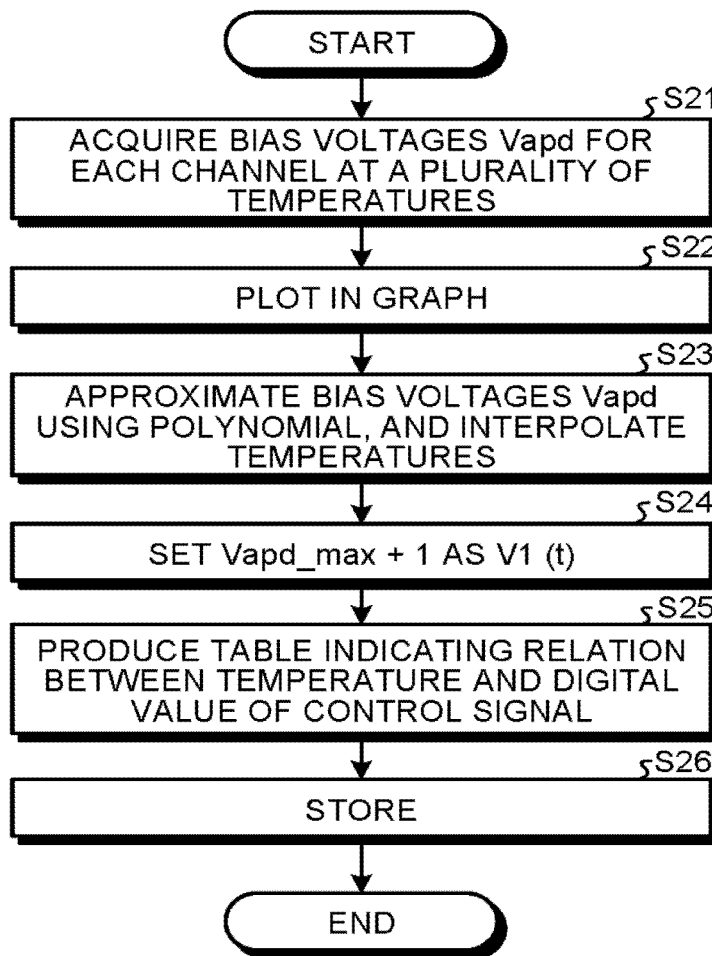 START
S21
ACQUIRE BIAS VOLTAGES Vapd FOR
EACH CHANNEL AT A PLURALITY OF
TEMPERATURES
S22
PLOT IN GRAPH
S23
APPROXIMATE BIAS VOLTAGES Vapd
USING POLYNOMIAL, AND INTERPOLATE
TEMPERATURES
S24
SET Vapd_max + 1 AS V1 (t)
S25
PRODUCE TABLE INDICATING RELATION
BETWEEN TEMPERATURE AND DIGITAL
VALUE OF CONTROL SIGNAL
S26
STORE
END